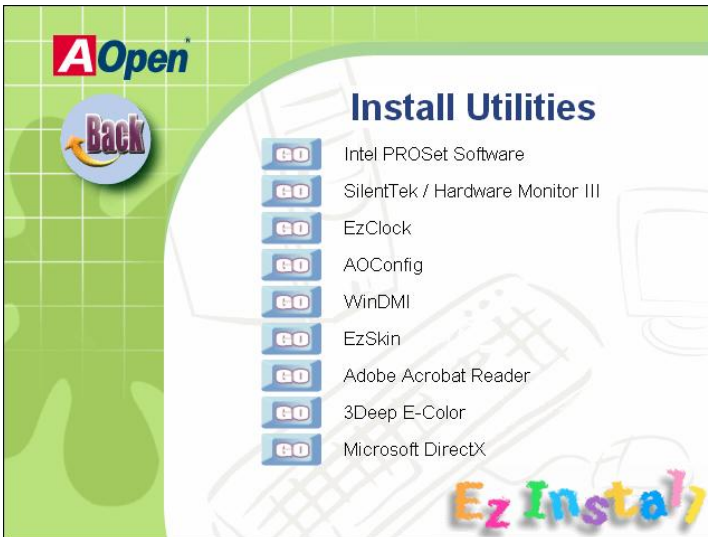 AOpen
Back
Install Utilities
GO Intel PROSet Software
GO SilentTek / Hardware Monitor III
GO EzClock
GO AOConfig
GO WinDMI
GO EzSkin
GO Adobe Acrobat Reader
GO 3Deep E-Color
GO Microsoft DirectX
Ez Install